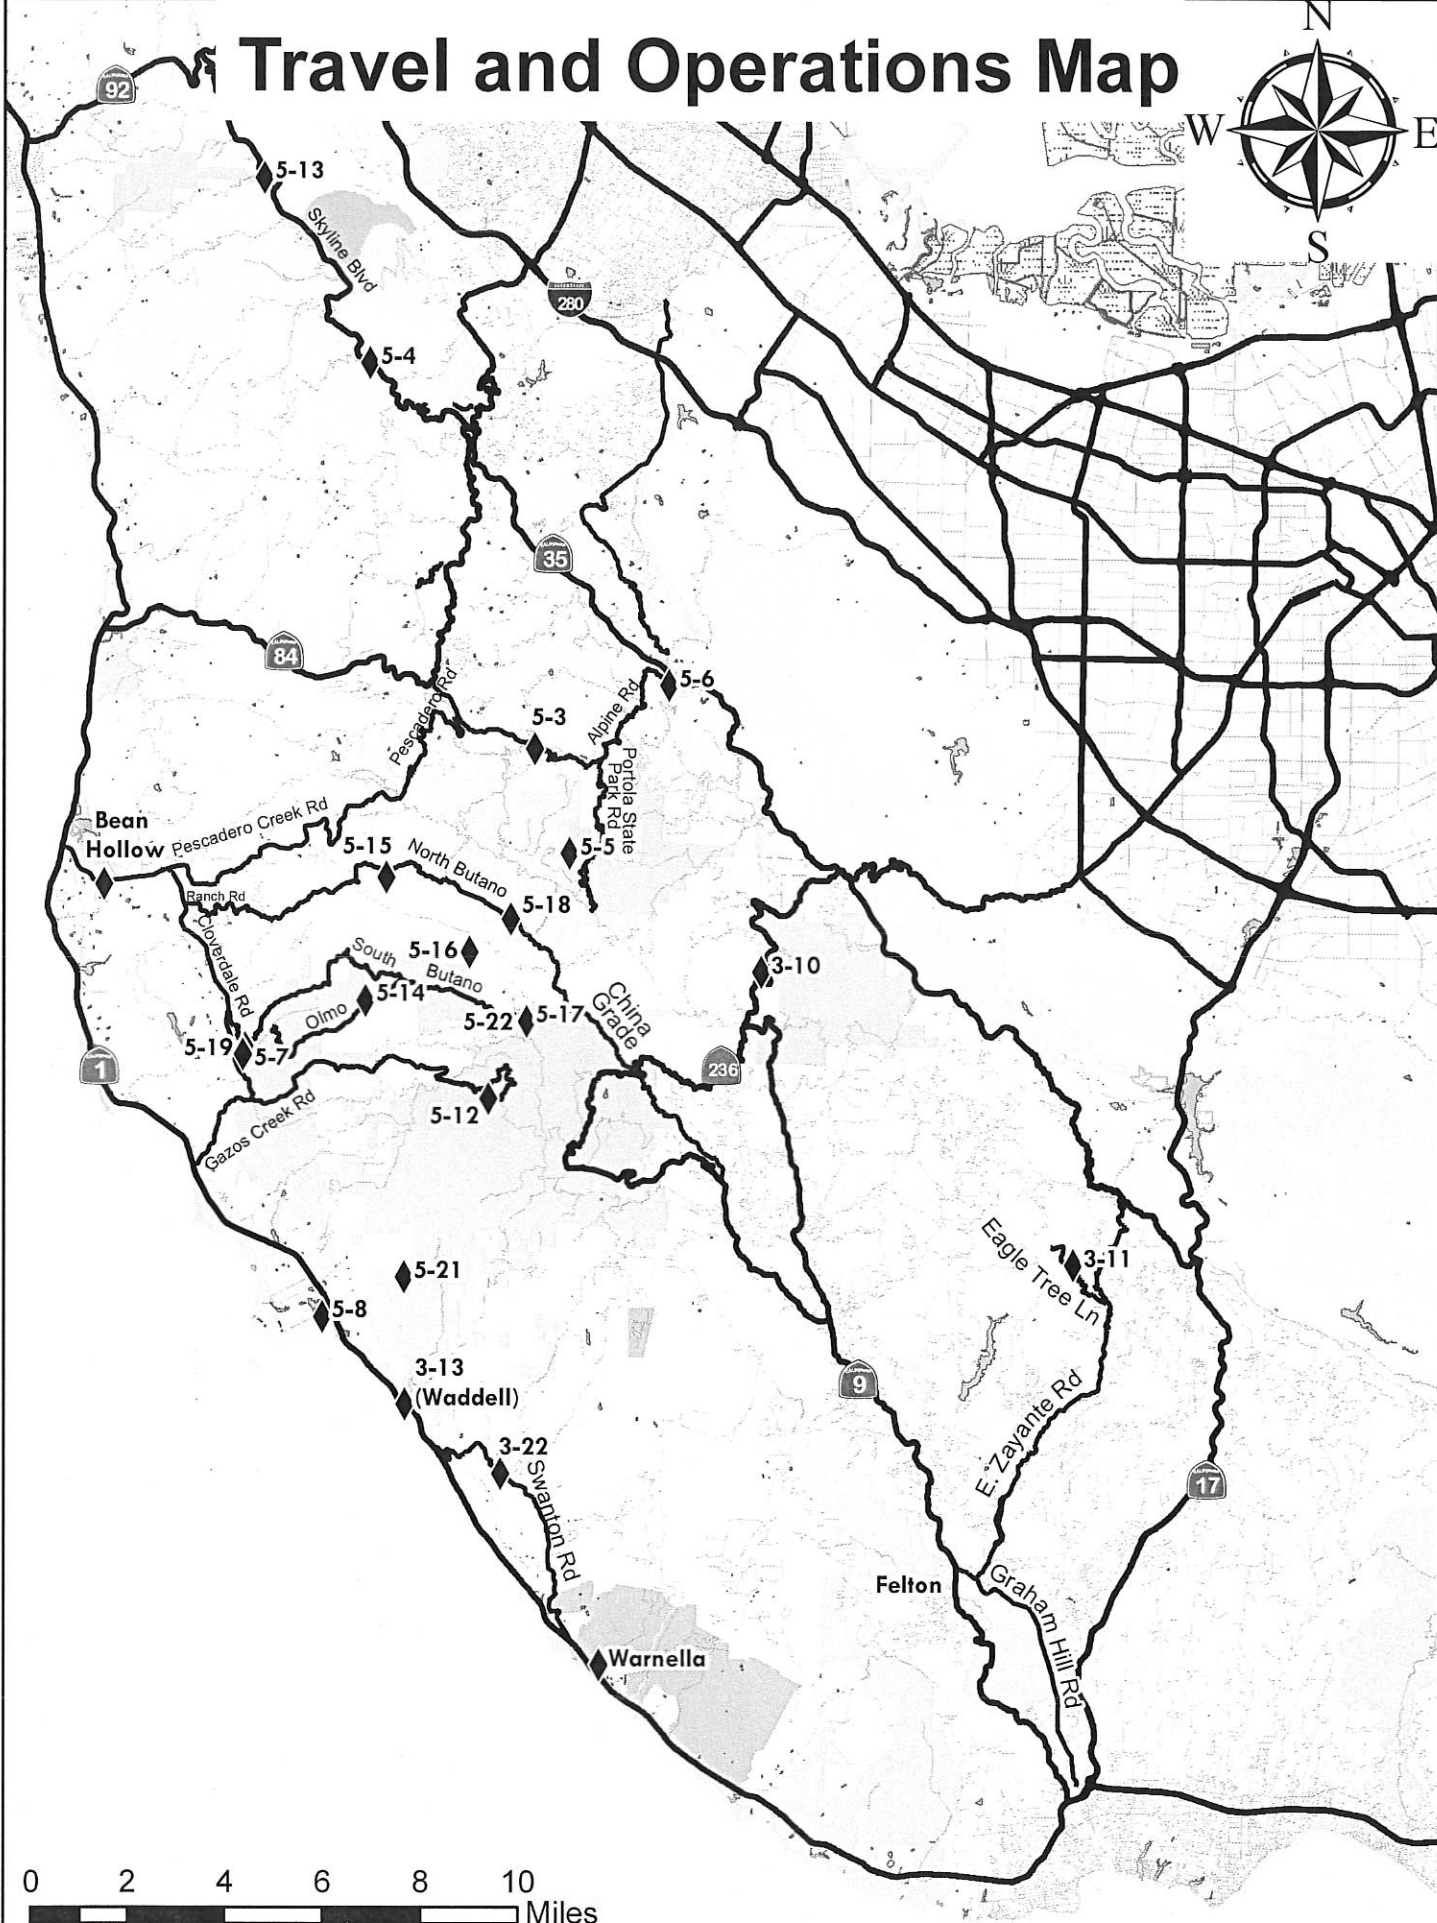 Travel and Operations Map
N
W
E
S
92
5-13
Skyline Blvd
280
5-4
35
84
5-6
Pescadero Rd
5-3
Alpine Rd
Portola State
Park Rd
Bean
Hollow
Pescadero Creek Rd
5-15
North Butano
5-5
Ranch Rd
5-18
Cloverdale Rd
5-16
South
Butano
3-10
5-14
Olmo
5-22
5-17
China
Grade
5-19
5-7
1
236
5-12
Gazos Creek Rd
5-21
5-8
Eagle Tree Ln
3-11
3-13
(Waddell)
9
3-22
Swanton Rd
E. Zayante Rd
17
Felton
Graham Hill Rd
Warnella
0 2 4 6 8 10
Miles